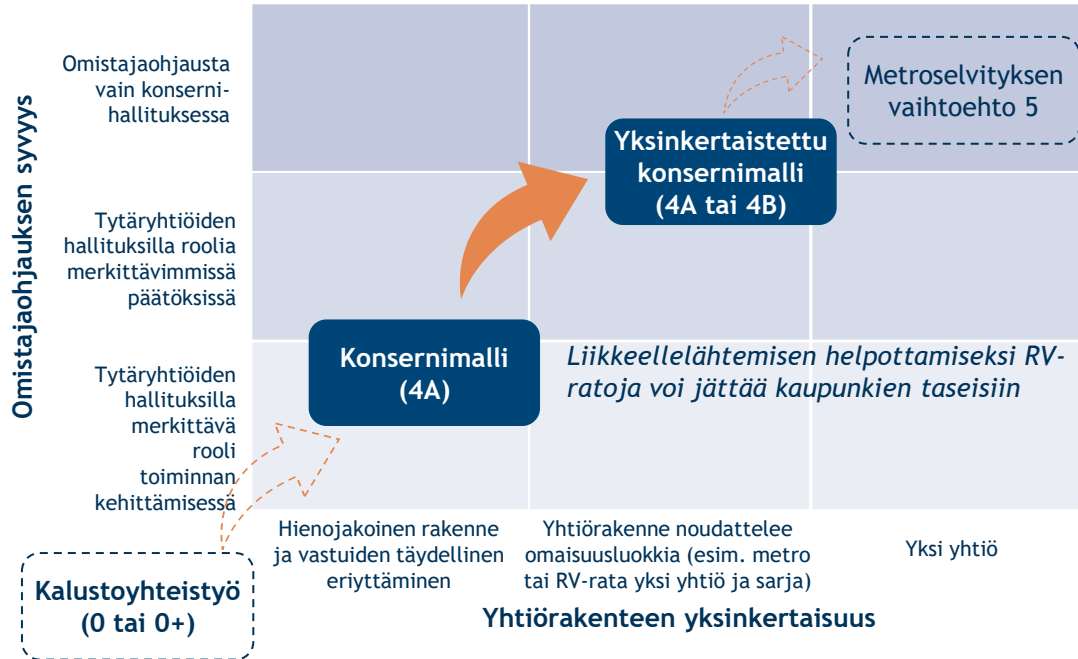 Omistajaohjauksen syvyys
Omistajaohjausta
vain konserni-
hallituksessa
Tytäryhtiöiden
hallituksilla roolia
merkittävimmissä
päätöksissä
Tytäryhtiöiden
hallituksilla
merkittävä
rooli
toiminnan
kehittämisessä
Metroselvityksen
vaihtoehto 5
Yksinkertaistettu
konsernimalli
(4A tai 4B)
Konsernimalli
(4A)
Liikkeellelähtemisen helpottamiseksi RV-
ratoja voi jättää kaupunkien taseisiin
Kalustoyhteistyö
(0 tai 0+)
Hienojakoinen rakenne
ja vastuiden täydellinen
eriyttäminen
Yhtiörakenne noudattelee
omaisuusluokkia (esim. metro
tai RV-rata yksi yhtiö ja sarja)
Yksi yhtiö
Yhtiörakenteen yksinkertaisuus